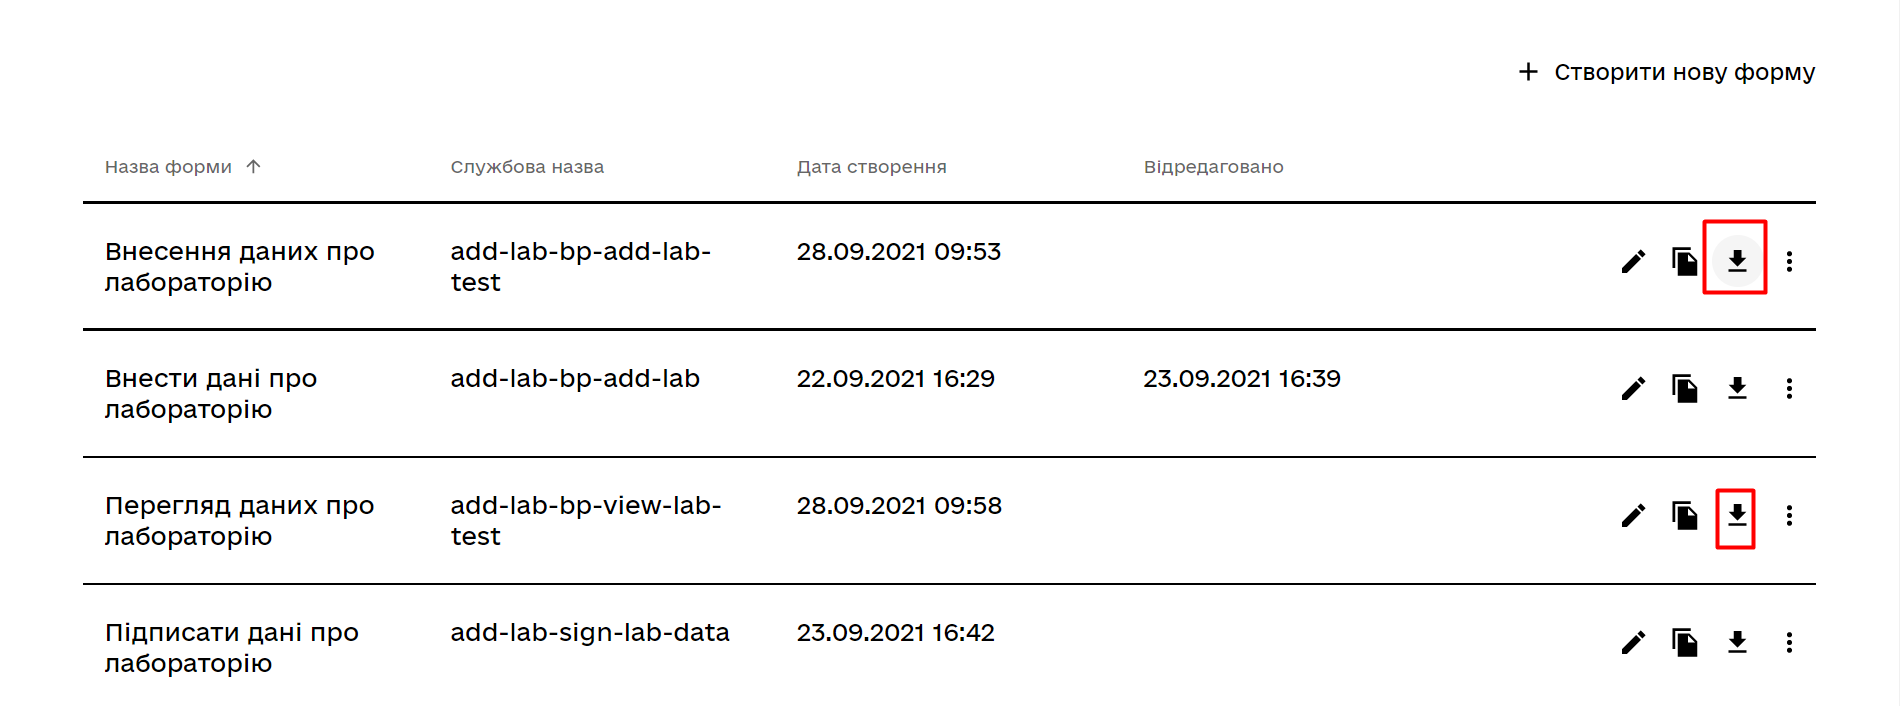 Створити нову форму
Назва форми Службова назва Дата створення Відредаговано
Внесення даних про add-lab-bp-add-lab- 28.09.2021 09:53
лабораторію test
Внести дані про add-lab-bp-add-lab 22.09.2021 16:29 23.09.2021 16:39
лабораторію
Перегляд даних про add-lab-bp-view-lab- 28.09.2021 09:58
лабораторію test
Підписати дані про add-lab-sign-lab-data 23.09.2021 16:42
лабораторію